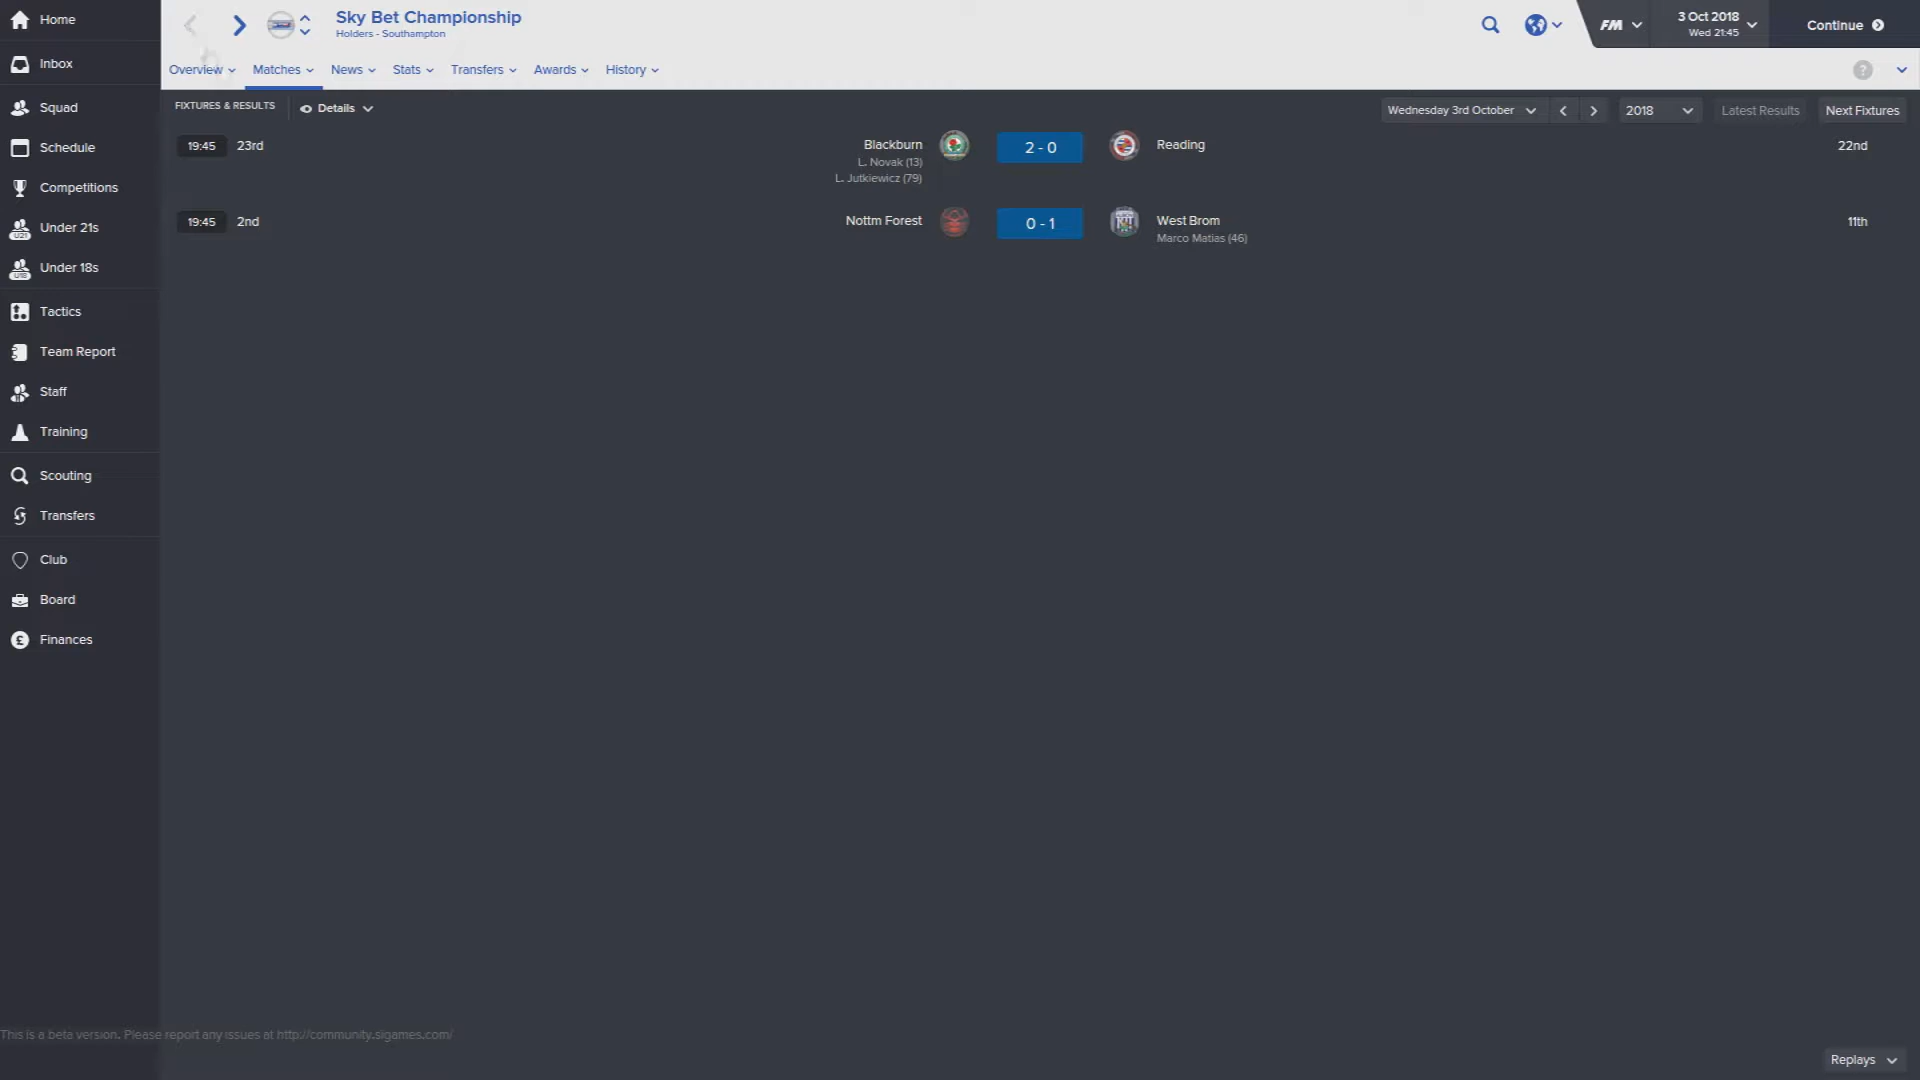 Home
Inbox
Squad
Schedule
Competitions
Under 21s
Under 18s
Tactics
Team Report
Staff
Training
Scouting
Transfers
Club
Board
Finances
Sky Bet Championship
Holders - Southampton
FM
3 Oct 2018
Wed 21:45
Continue
Overview Matches News Stats Transfers Awards History
?
FIXTURES & RESULTS Details
Wednesday 3rd October 2018 Latest Results Next Fixtures
19:45 23rd Blackburn 2 - 0 Reading 22nd
L. Novak (13)
L. Jutkiewicz (79)
19:45 2nd Nottm Forest 0 - 1 West Brom 11th
Marco Matias (46)
This is a beta version. Please report any issues at http://community.sigames.com/
Replays